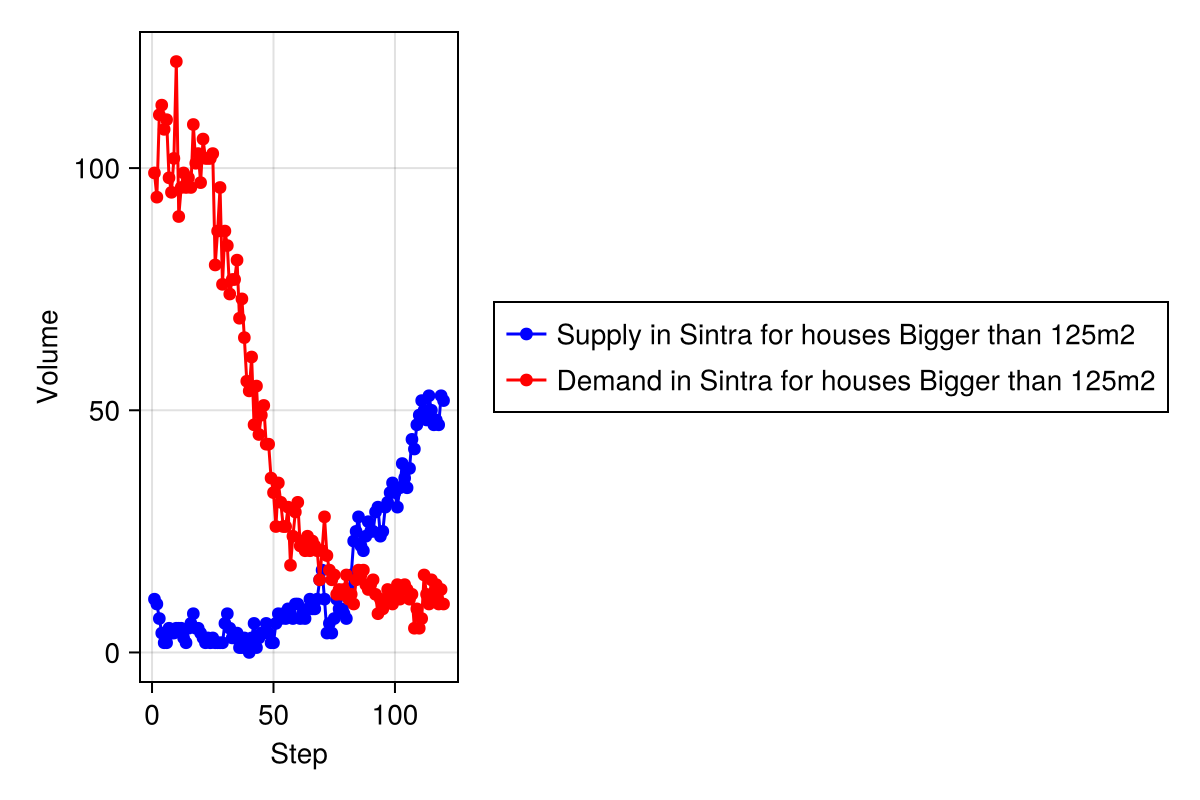 Volume
100
50
0
0 50 100
Step
Supply in Sintra for houses Bigger than 125m2
Demand in Sintra for houses Bigger than 125m2